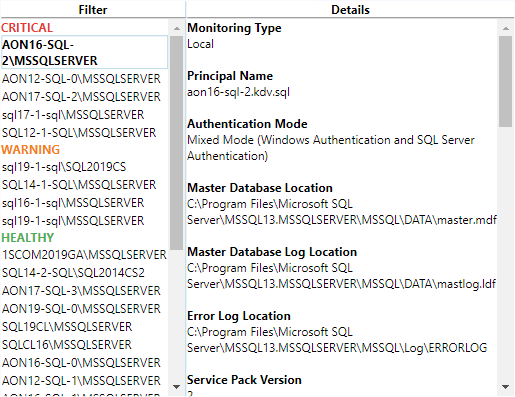 Filter
CRITICAL
AON16-SQL-
2\MSSQLSERVER
AON12-SQL-0\MSSQLSERVER
AON17-SQL-2\MSSQLSERVER
sql17-1-sql\MSSQLSERVER
SQL12-1-SQL\MSSQLSERVER
WARNING
sql19-1-sql\SQL2019CS
SQL14-1-SQL\MSSQLSERVER
sql16-1-sql\MSSQLSERVER
sql19-1-sql\MSSQLSERVER
HEALTHY
1SCOM2019GA\MSSQLSERVER
SQL14-2-SQL\SQL2014CS2
AON17-SQL-3\MSSQLSERVER
AON19-SQL-0\MSSQLSERVER
SQL19CL\MSSQLSERVER
SQLCL16\MSSQLSERVER
AON16-SQL-0\MSSQLSERVER
AON12-SQL-1\MSSQLSERVER
Details
Monitoring Type
Local
Principal Name
aon16-sql-2.kdv.sql
Authentication Mode
Mixed Mode (Windows Authentication and SQL Server
Authentication)
Master Database Location
C:\Program Files\Microsoft SQL
Server\MSSQL13.MSSQLSERVER\MSSQL\DATA\master.mdf
Master Database Log Location
C:\Program Files\Microsoft SQL
Server\MSSQL13.MSSQLSERVER\MSSQL\DATA\mastlog.ldf
Error Log Location
C:\Program Files\Microsoft SQL
Server\MSSQL13.MSSQLSERVER\MSSQL\Log\ERRORLOG
Service Pack Version
2